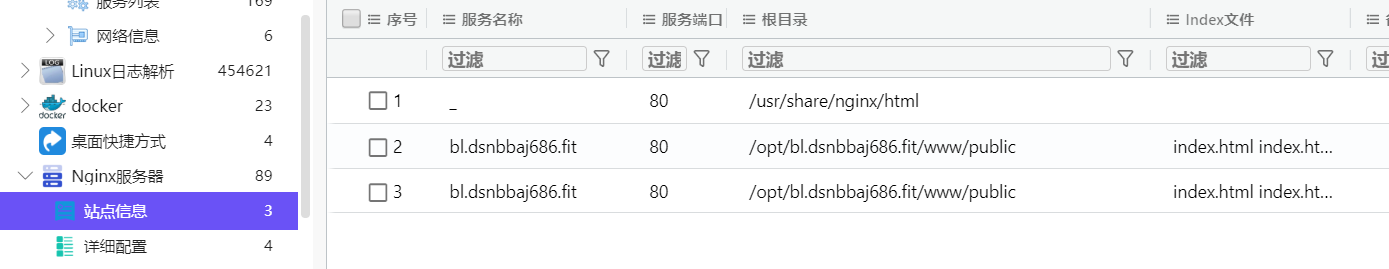 服务列表 169
网络信息 6
Linux日志解析 454621
LOG
docker 23
docker
桌面快捷方式 4
Nginx服务器 89
站点信息 3
详细配置 4
序号 服务名称 服务端口 根目录 Index文件
过滤 过滤 过滤 过滤
1 _ 80 /usr/share/nginx/html
2 bl.dsnbbaj686.fit 80 /opt/bl.dsnbbaj686.fit/www/public index.html index.ht...
3 bl.dsnbbaj686.fit 80 /opt/bl.dsnbbaj686.fit/www/public index.html index.ht...